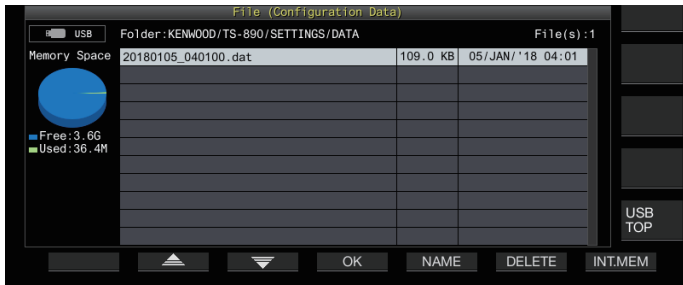 File (Configuration Data)
USB Folder:KENWOOD/TS-890/SETTINGS/DATA File(s):1
Memory Space 20180105_040100.dat 109.0 KB 05/JAN/'18 04:01
Free:3.6G
Used:36.4M
USB
TOP
OK NAME DELETE INT.MEM